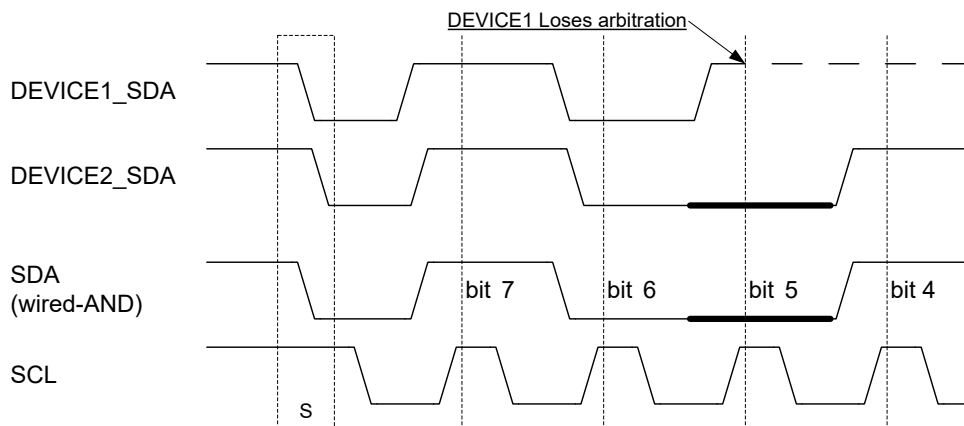 DEVICE1 Loses arbitration
DEVICE1_SDA
DEVICE2_SDA
SDA
(wired-AND)
bit 7
bit 6
bit 5
bit 4
SCL
S